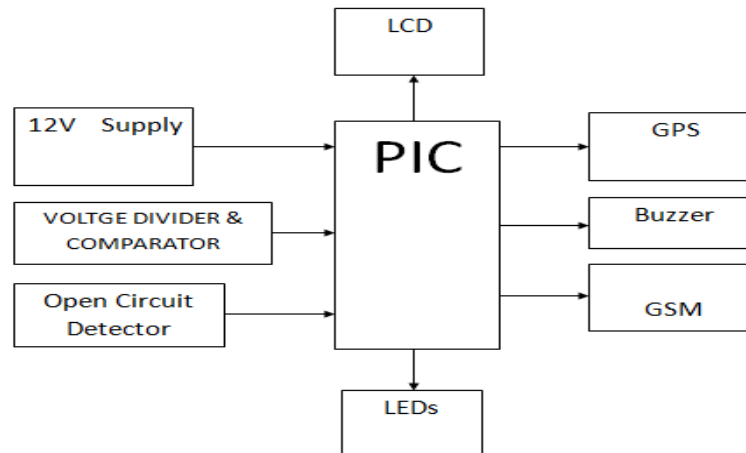 LCD
12V Supply
PIC
GPS
VOLTGE DIVIDER &
COMPARATOR
Buzzer
Open Circuit
Detector
GSM
LEDs